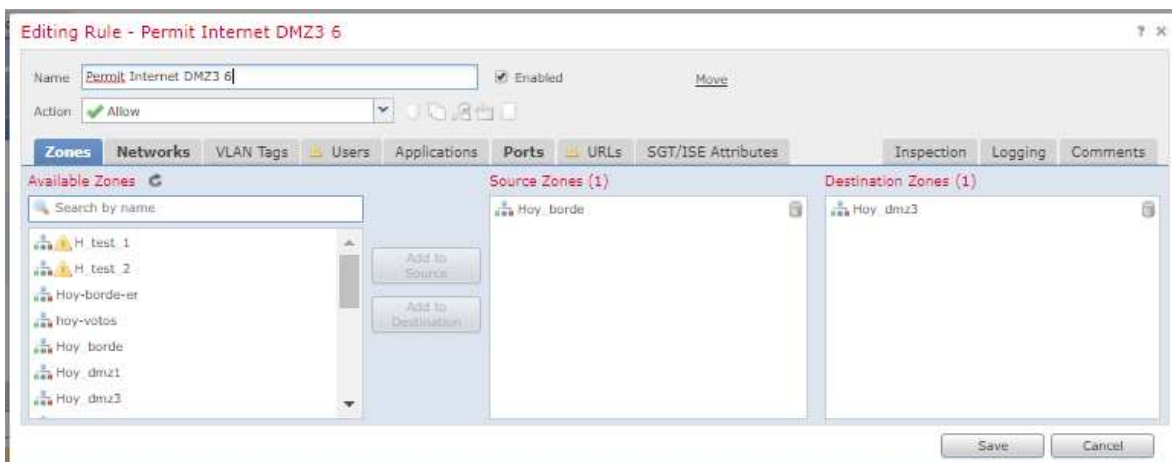 Editing Rule - Permit Internet DMZ3 6
? ×
Name Permit Internet DMZ3 6 Enabled Move
Action Allow
Zones Networks VLAN Tags Users Applications Ports URLs SGT/ISE Attributes Inspection Logging Comments
Available Zones Source Zones (1) Destination Zones (1)
Search by name
Hoy_borde Hoy_dmz3
H_test_1
H_test_2
Hoy-borde-er
hoy-votos
Hoy_borde
Hoy_dmz1
Hoy_dmz3
Add to
Source
Add to
Destination
Save Cancel